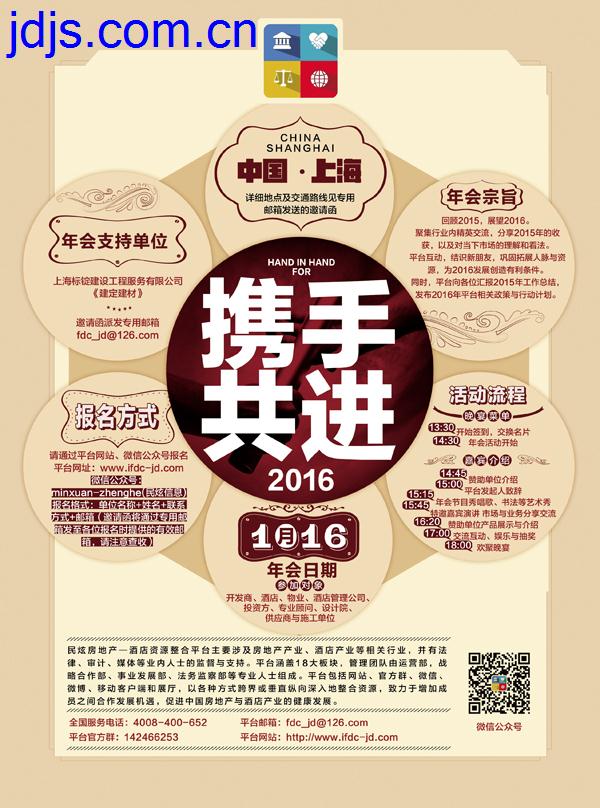 jdjs.com.cn
CHINA
SHANGHAI
中国·上海
详细地点及交通路线见专用
邮箱发送的邀请函
年会支持单位
上海标锭建设工程服务有限公司
《建定建材》
邀请函派发专用邮箱
fdc_jd@126.com
年会宗旨
回顾2015，展望2016。
聚集行业内精英交流，分享2015年的收
获，以及对当下市场的理解和看法。
平台互动，结识新朋友，巩固拓展人脉与资
源，为2016发展创造有利条件。
同时，平台向各位汇报2015年工作总结，
发布2016年平台相关政策与行动计划。
HAND IN HAND
FOR
携手
共进
2016
报名方式
请通过平台网站、微信公众号报名
平台网址：www.ifdc-jd.com
微信公众号：
minxuan-zhenghe(民炫信息)
报名格式：单位名称+姓名+联系
方式+邮箱（邀请函将通过专用邮
箱发至各位报名时提供的有效邮
箱，请注意查收）
活动流程
晚宴菜单
13:30
14:30
开始签到，交换名片
年会活动开始
嘉宾介绍
14:45
赞助单位介绍
15:00
平台发起人致辞
15:15
年会节目秀唱歌、书法等艺术秀
15:45
特邀嘉宾演讲 市场与业务分享交流
16:20
赞助单位产品展示与介绍
17:00
交流互动、娱乐与抽奖
18:00
欢聚晚宴
1月16
年会日期
参加对象
开发商、酒店、物业、酒店管理公司、
投资方、专业顾问、设计院、
供应商与施工单位
民炫房地产—酒店资源整合平台主要涉及房地产产业、酒店产业等相关行业，并有法
律、审计、媒体等业内人士的监督与支持。平台涵盖18大板块，管理团队由运营部，战
略合作部、事业发展部、法务监察部等专业人士组成。平台包括网站、官方群、微信、
微博、移动客户端和展厅，以各种方式跨界或垂直纵向深入地整合资源，致力于增加成
员之间合作发展机遇，促进中国房地产与酒店产业的健康发展。
全国服务电话：4008-400-652
平台邮箱：fdc_jd@126.com
平台官方群：142466253
平台网站：http://www.ifdc-jd.com
微信公众号